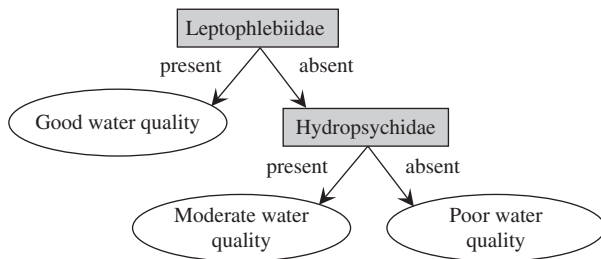 Leptophlebiidae
present
absent
Good water quality
Hydropsychidae
present
absent
Moderate water
quality
Poor water
quality